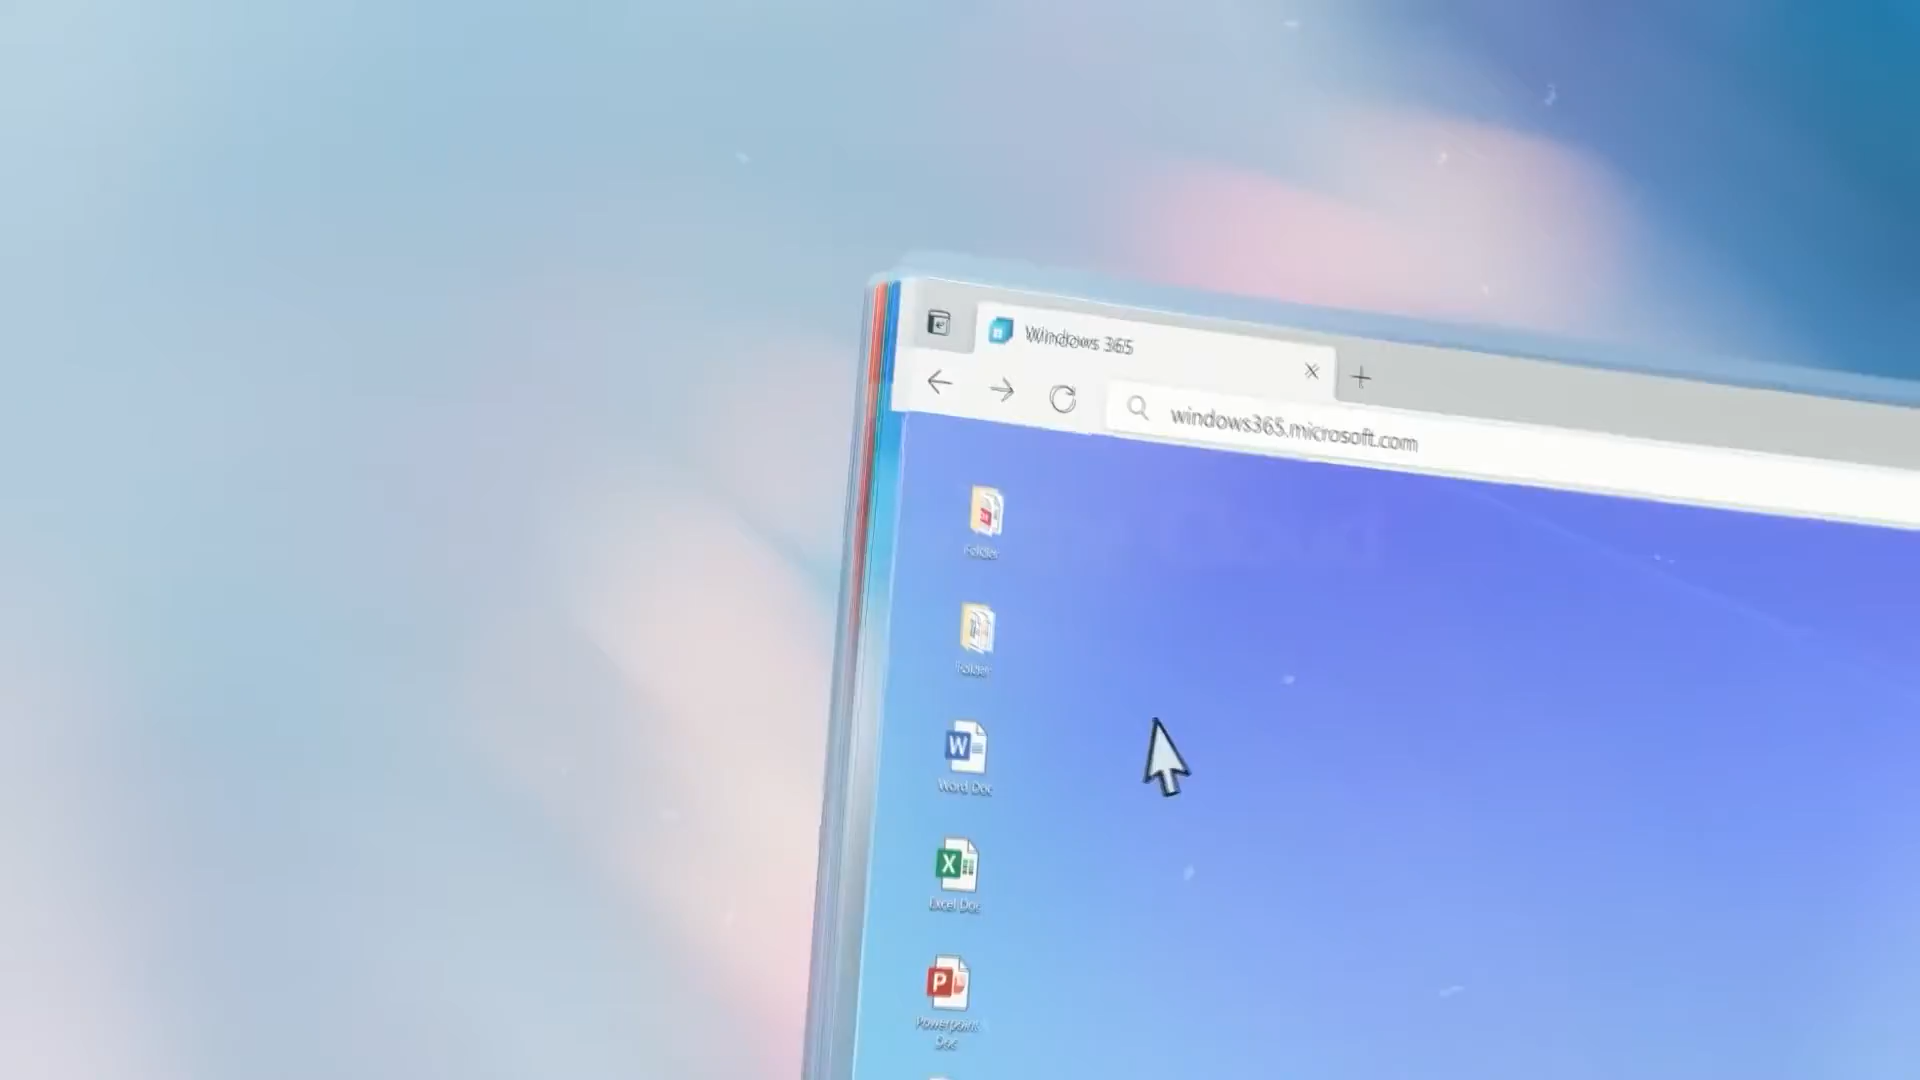 Windows 365
windows365.microsoft.com
Folder
Folder
W
Word Doc
X
Excel Doc
P
Powerpoint
Doc